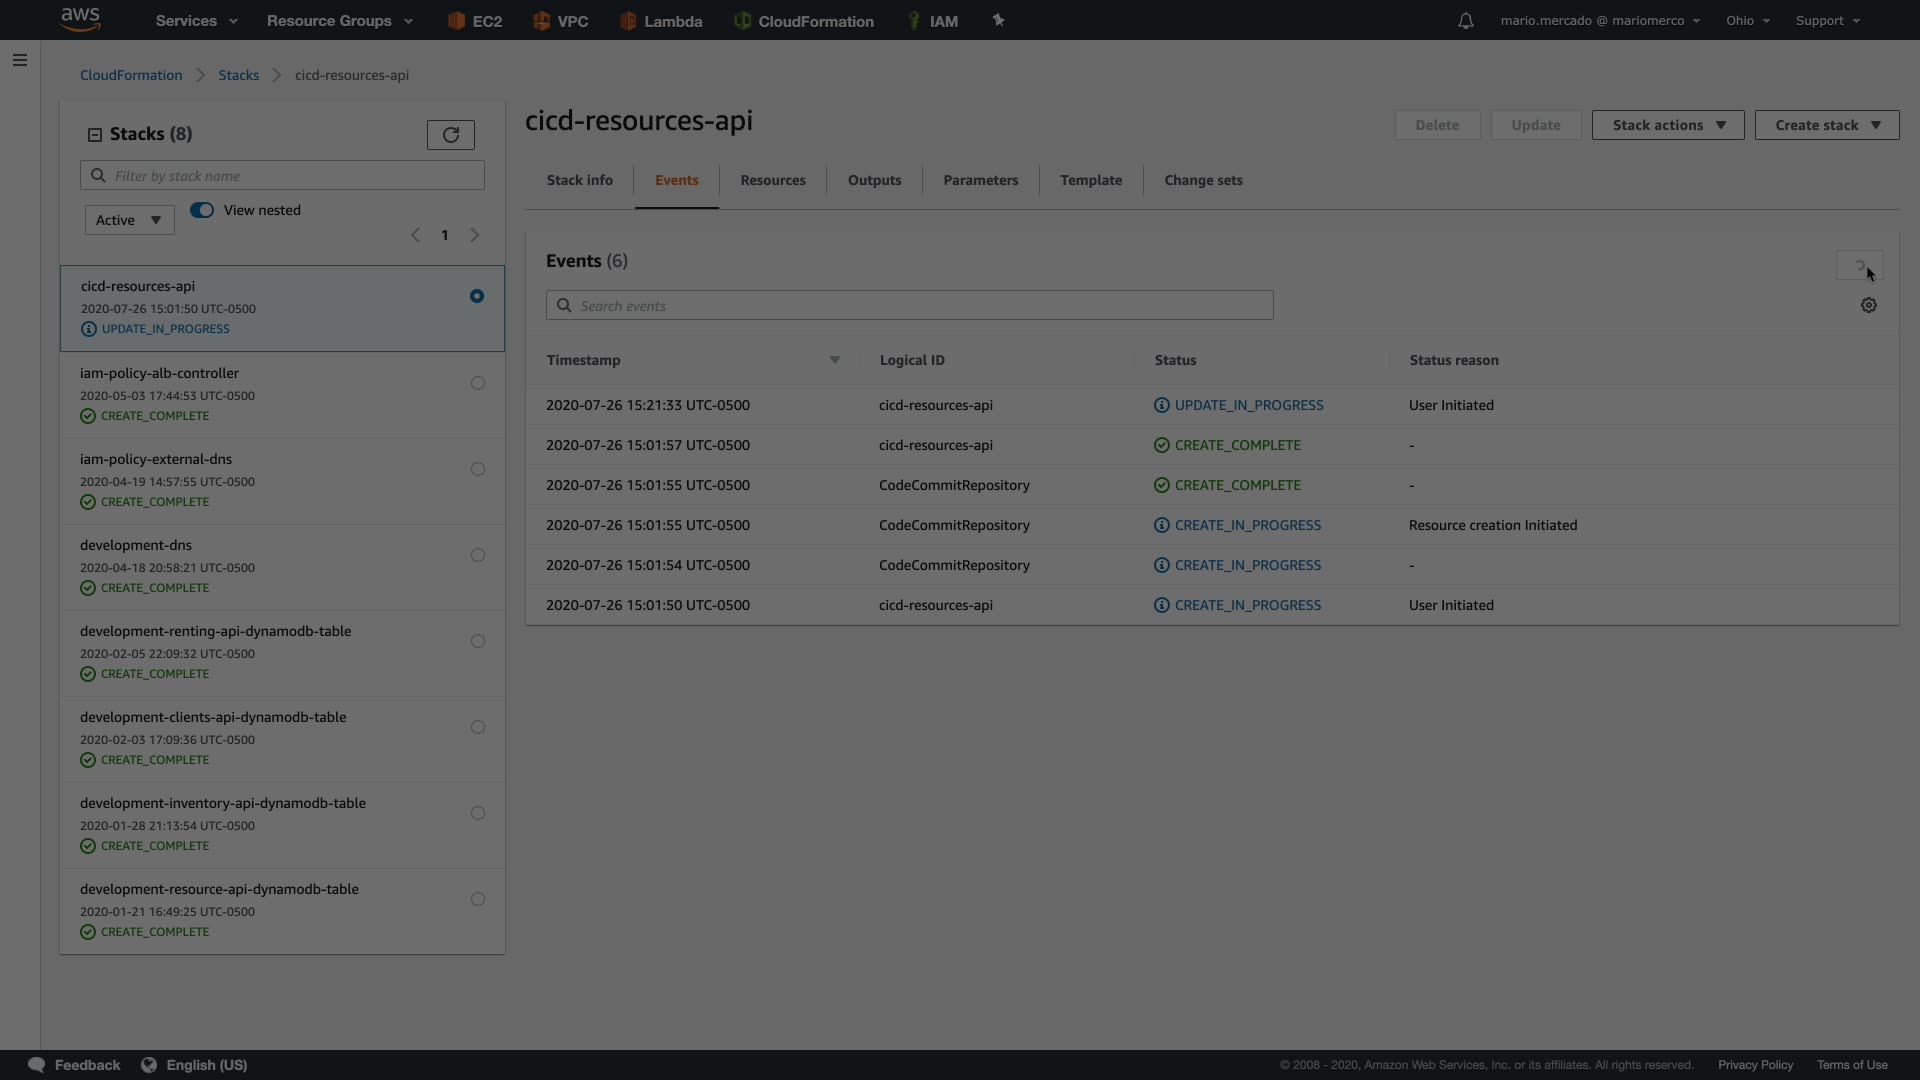 aws Services Resource Groups EC2 VPC Lambda CloudFormation IAM mario.mercado @ mariomerco Ohio Support
CloudFormation Stacks cicd-resources-api
Stacks (8)
Filter by stack name
Active View nested
1
cicd-resources-api
2020-07-26 15:01:50 UTC-0500
UPDATE_IN_PROGRESS
iam-policy-alb-controller
2020-05-03 17:44:53 UTC-0500
CREATE_COMPLETE
iam-policy-external-dns
2020-04-19 14:57:55 UTC-0500
CREATE_COMPLETE
development-dns
2020-04-18 20:58:21 UTC-0500
CREATE_COMPLETE
development-renting-api-dynamodb-table
2020-02-05 22:09:32 UTC-0500
CREATE_COMPLETE
development-clients-api-dynamodb-table
2020-02-03 17:09:36 UTC-0500
CREATE_COMPLETE
development-inventory-api-dynamodb-table
2020-01-28 21:13:54 UTC-0500
CREATE_COMPLETE
development-resource-api-dynamodb-table
2020-01-21 16:49:25 UTC-0500
CREATE_COMPLETE
cicd-resources-api
Delete Update Stack actions Create stack
Stack info Events Resources Outputs Parameters Template Change sets
Events (6)
Search events
Timestamp Logical ID Status Status reason
2020-07-26 15:21:33 UTC-0500 cicd-resources-api UPDATE_IN_PROGRESS User Initiated
2020-07-26 15:01:57 UTC-0500 cicd-resources-api CREATE_COMPLETE -
2020-07-26 15:01:55 UTC-0500 CodeCommitRepository CREATE_COMPLETE -
2020-07-26 15:01:55 UTC-0500 CodeCommitRepository CREATE_IN_PROGRESS Resource creation Initiated
2020-07-26 15:01:54 UTC-0500 CodeCommitRepository CREATE_IN_PROGRESS -
2020-07-26 15:01:50 UTC-0500 cicd-resources-api CREATE_IN_PROGRESS User Initiated
Feedback English (US) © 2008 - 2020, Amazon Web Services, Inc. or its affiliates. All rights reserved. Privacy Policy Terms of Use